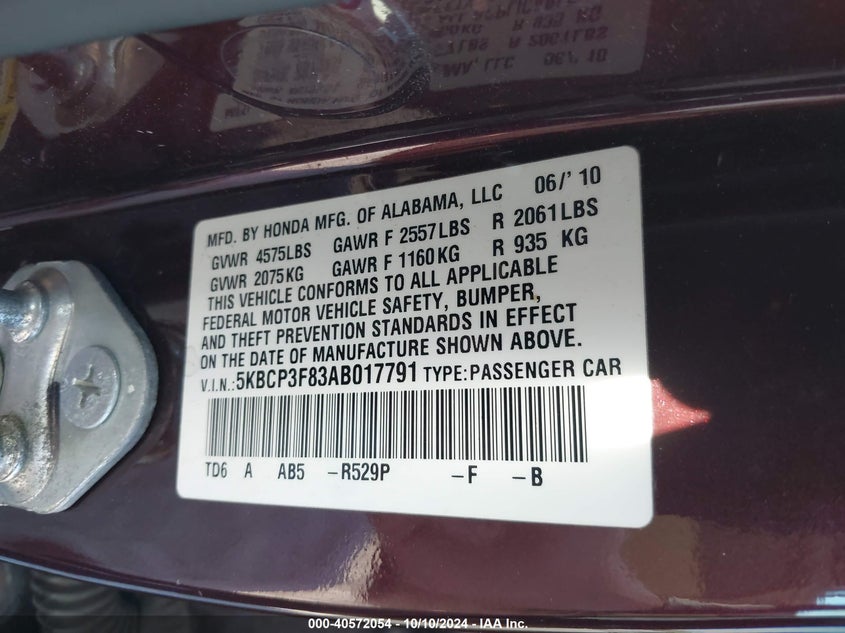 MFD. BY HONDA MFG. OF ALABAMA, LLC 06/' 10
GVWR 4575LBS GAWR F 2557LBS R 2061LBS
GVWR 2075KG GAWR F 1160KG R 935 KG
THIS VEHICLE CONFORMS TO ALL APPLICABLE
FEDERAL MOTOR VEHICLE SAFETY, BUMPER,
AND THEFT PREVENTION STANDARDS IN EFFECT
ON THE DATE OF MANUFACTURE SHOWN ABOVE.
V.I.N.:5KBCP3F83AB017791 TYPE:PASSENGER CAR
TD6 A AB5 -R529P -F -B
000-40572054 - 10/10/2024 - IAA Inc.